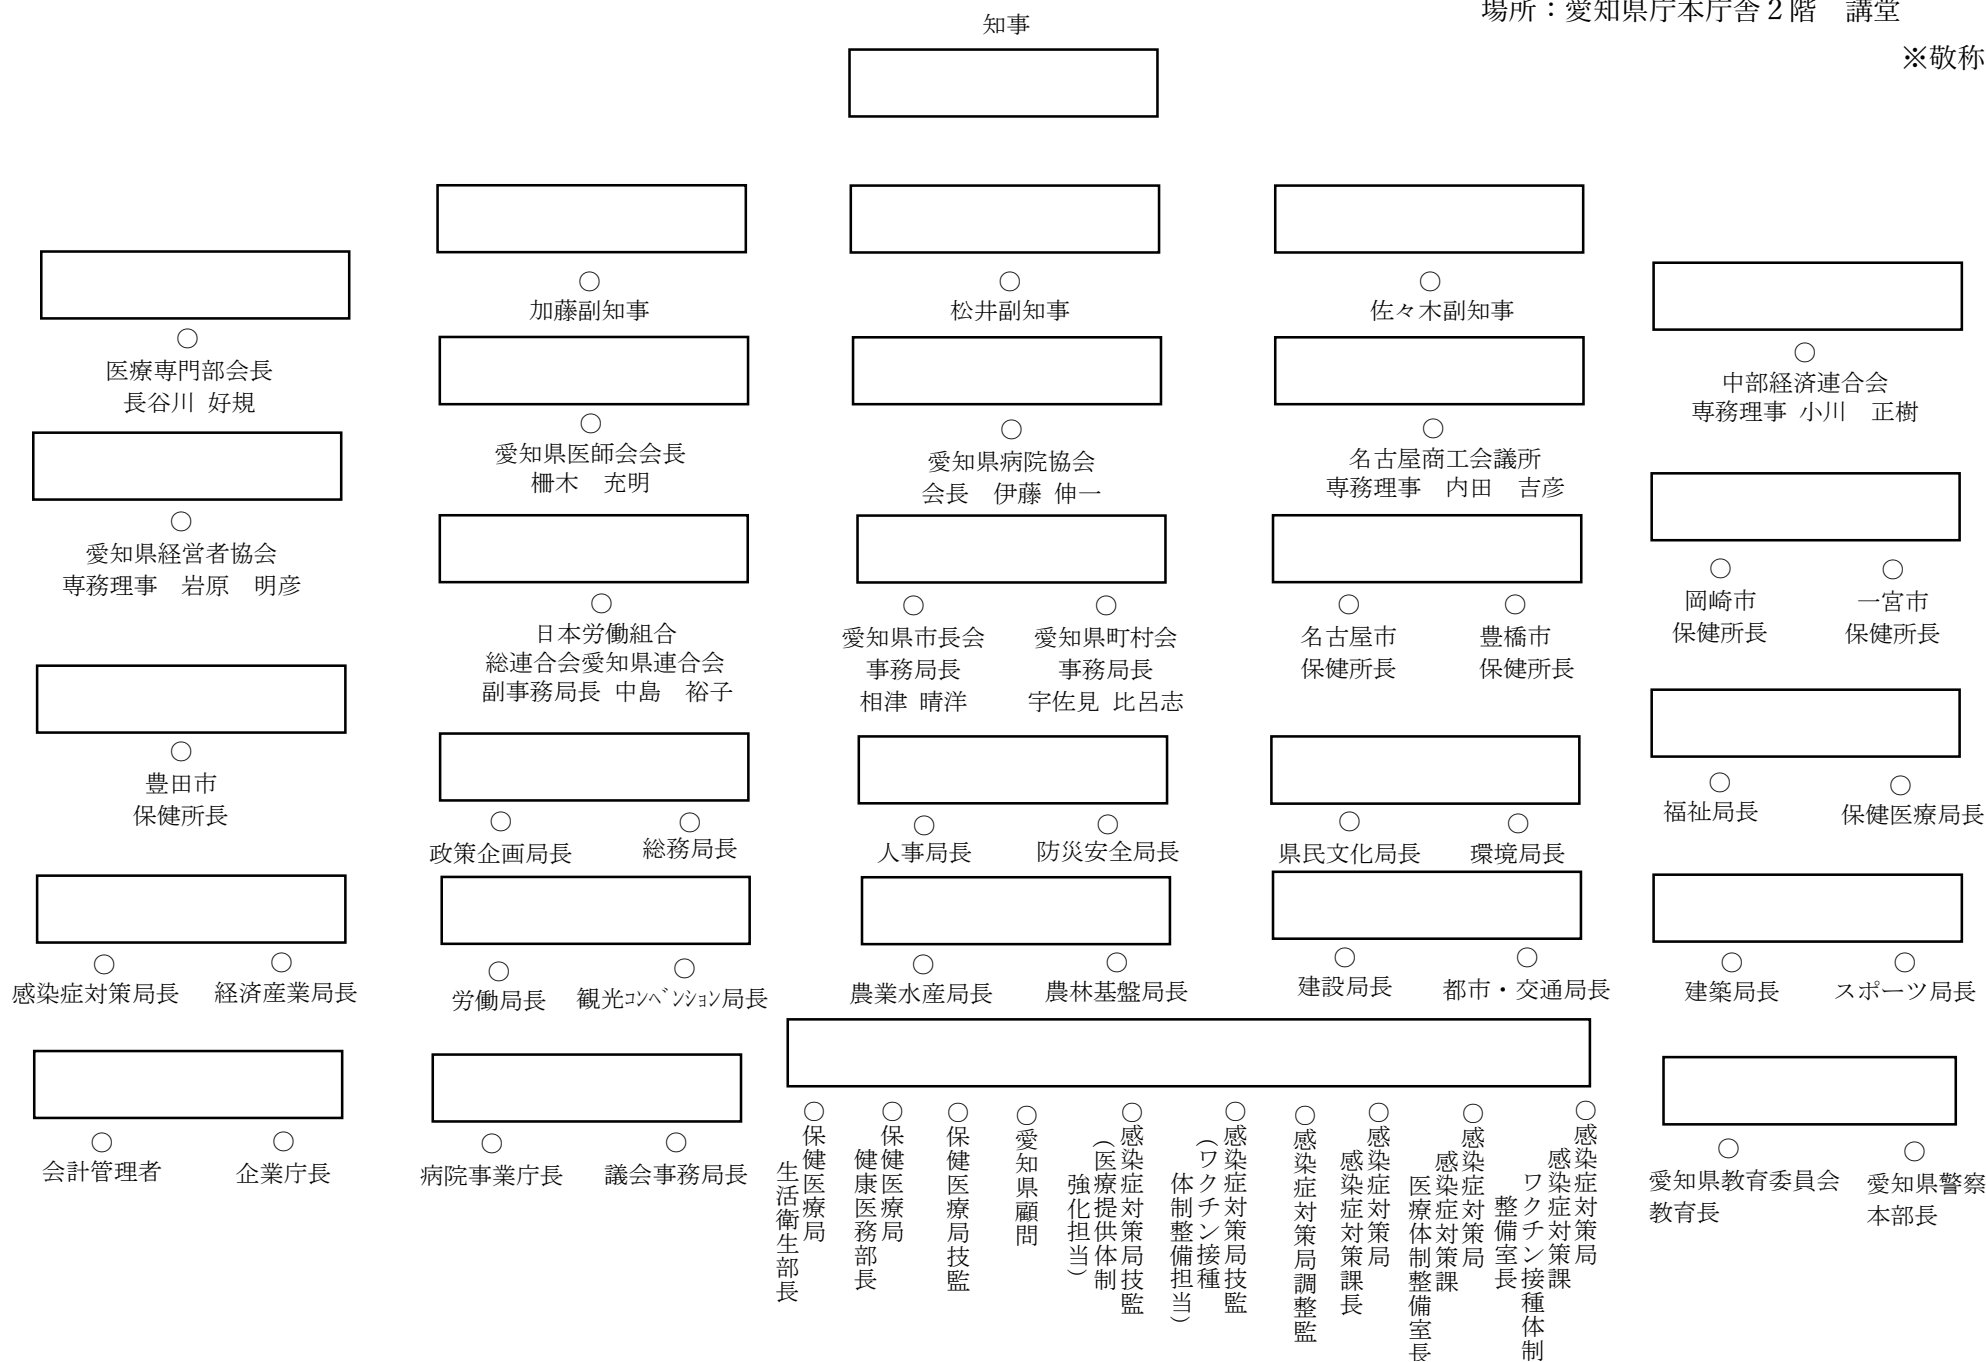 場所：愛知県庁本庁舎２階　講堂
※敬称
知事
○
加藤副知事
○
松井副知事
○
佐々木副知事
○
医療専門部会長
長谷川 好規
○
愛知県医師会会長
柵木　充明
○
愛知県病院協会
会長　伊藤 伸一
○
名古屋商工会議所
専務理事　内田　吉彦
○
中部経済連合会
専務理事 小川　正樹
○
愛知県経営者協会
専務理事　岩原　明彦
○
日本労働組合
総連合会愛知県連合会
副事務局長 中島　裕子
○
愛知県市長会
事務局長
相津 晴洋
○
愛知県町村会
事務局長
宇佐見 比呂志
○
名古屋市
保健所長
○
豊橋市
保健所長
○
岡崎市
保健所長
○
一宮市
保健所長
○
豊田市
保健所長
○
政策企画局長
○
総務局長
○
人事局長
○
防災安全局長
○
県民文化局長
○
環境局長
○
福祉局長
○
保健医療局長
○
感染症対策局長
○
経済産業局長
○
労働局長
○
観光ｺﾝﾍﾞﾝｼｮﾝ局長
○
農業水産局長
○
農林基盤局長
○
建設局長
○
都市・交通局長
○
建築局長
○
スポーツ局長
○
会計管理者
○
企業庁長
○
病院事業庁長
○
議会事務局長
○保健医療局
生活衛生部長
○保健医療局
健康医務部長
○保健医療局技監
○愛知県顧問
○感染症対策局技監
（医療提供体制
強化担当）
○感染症対策局技監
（ワクチン接種
体制整備担当）
○感染症対策局調整監
○感染症対策局
感染症対策課長
○感染症対策局
感染症対策課
医療体制整備室長
○感染症対策局
感染症対策課
ワクチン接種体制
整備室長
○
愛知県教育委員会
教育長
○
愛知県警察
本部長